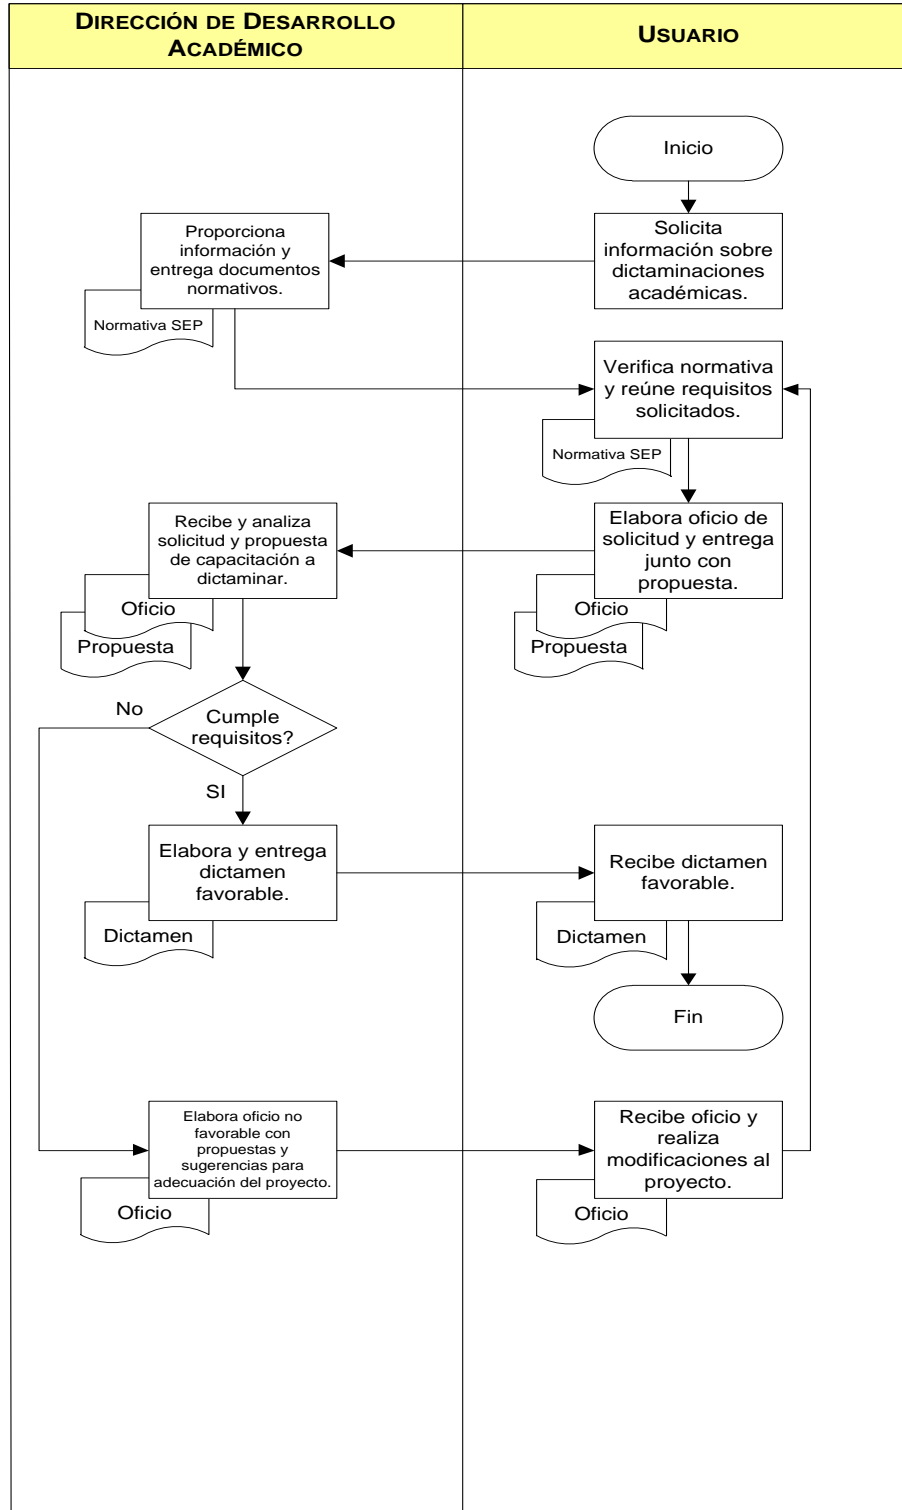 DIRECCIÓN DE DESARROLLO
ACADÉMICO
USUARIO
Inicio
Solicita
información sobre
dictaminaciones
académicas.
Proporciona
información y
entrega documentos
normativos.
Normativa SEP
Verifica normativa
y reúne requisitos
solicitados.
Normativa SEP
Elabora oficio de
solicitud y entrega
junto con
propuesta.
Oficio
Propuesta
Recibe y analiza
solicitud y propuesta
de capacitación a
dictaminar.
Oficio
Propuesta
Cumple
requisitos?
No
SI
Elabora y entrega
dictamen
favorable.
Dictamen
Recibe dictamen
favorable.
Dictamen
Fin
Elabora oficio no
favorable con
propuestas y
sugerencias para
adecuación del proyecto.
Oficio
Recibe oficio y
realiza
modificaciones al
proyecto.
Oficio